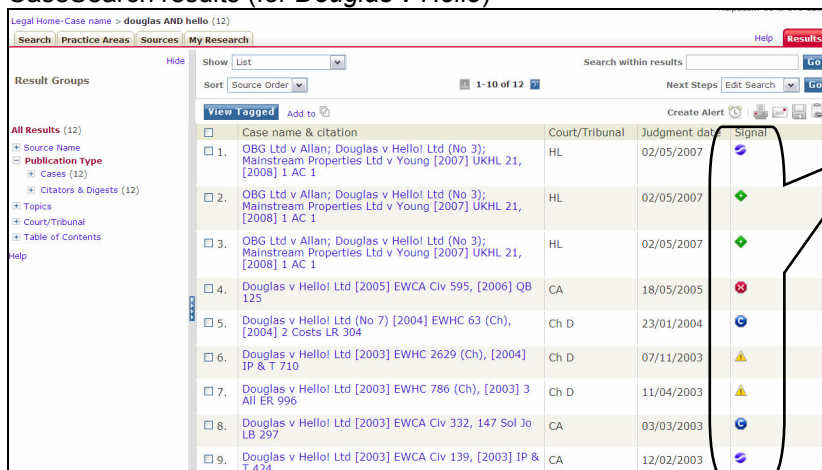 CaseSearch results (for Douglas v Hello)
Legal Home-Case name > douglas AND hello (12)
Search Practice Areas Sources My Research
Help Results
Hide
Result Groups
All Results (12)
Source Name
Publication Type
Cases (12)
Citators & Digests (12)
Topics
Court/Tribunal
Table of Contents
Help
Show List
Search within results Go
Sort Source Order
1-10 of 12
Next Steps Edit Search Go
View Tagged Add to
Create Alert
Case name & citation Court/Tribunal Judgment date Signal
1. OBG Ltd v Allan; Douglas v Hello! Ltd (No 3); HL 02/05/2007
Mainstream Properties Ltd v Young [2007] UKHL 21,
[2008] 1 AC 1
2. OBG Ltd v Allan; Douglas v Hello! Ltd (No 3); HL 02/05/2007
Mainstream Properties Ltd v Young [2007] UKHL 21,
[2008] 1 AC 1
3. OBG Ltd v Allan; Douglas v Hello! Ltd (No 3); HL 02/05/2007
Mainstream Properties Ltd v Young [2007] UKHL 21,
[2008] 1 AC 1
4. Douglas v Hello! Ltd [2005] EWCA Civ 595, [2006] QB CA 18/05/2005
125
5. Douglas v Hello! Ltd (No 7) [2004] EWHC 63 (Ch), Ch D 23/01/2004 C
[2004] 2 Costs LR 304
6. Douglas v Hello! Ltd [2003] EWHC 2629 (Ch), [2004] Ch D 07/11/2003
IP & T 710
7. Douglas v Hello! Ltd [2003] EWHC 786 (Ch), [2003] 3 Ch D 11/04/2003
All ER 996
8. Douglas v Hello! Ltd [2003] EWCA Civ 332, 147 Sol Jo CA 03/03/2003 C
LB 297
9. Douglas v Hello! Ltd [2003] EWCA Civ 139, [2003] IP & CA 12/02/2003
T 424